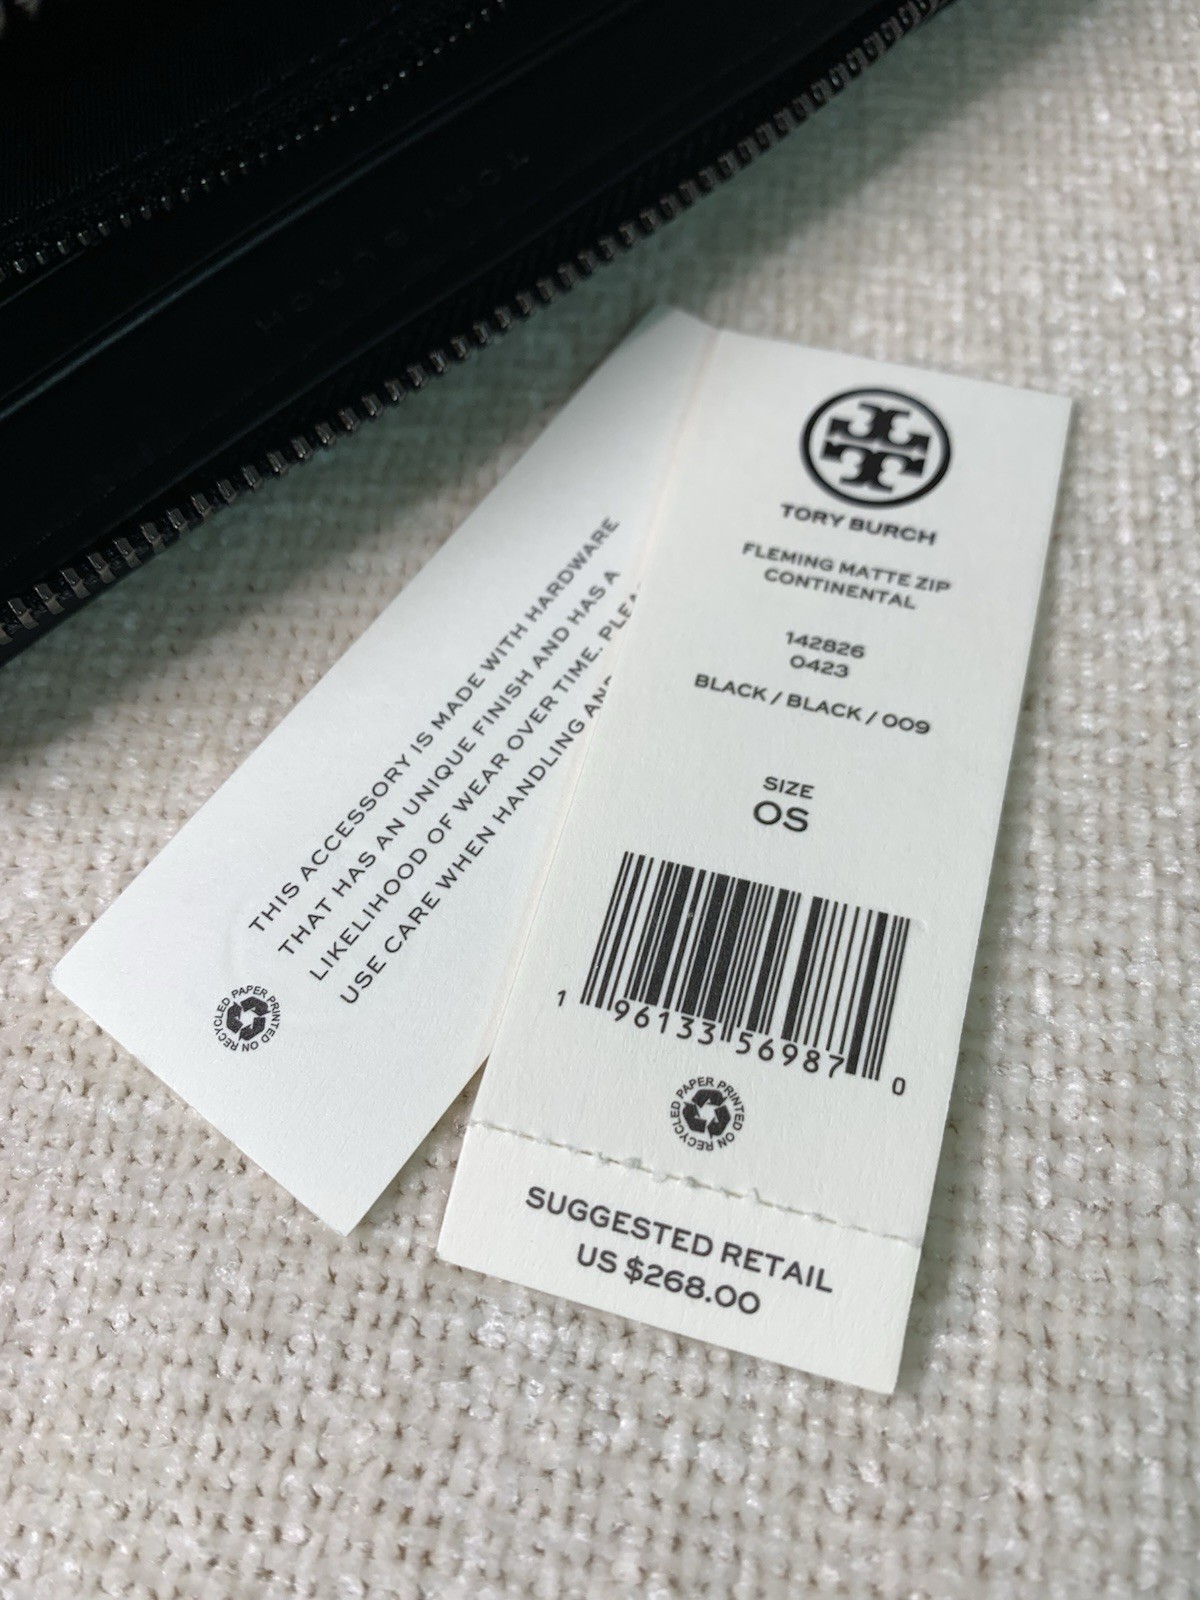 TORY BURCH
TORY BURCH
FLEMING MATTE ZIP
CONTINENTAL
142826
0423
BLACK / BLACK / 009
SIZE
OS
1 96133 56987 0
RECYCLED PAPER PRINTED ON
SUGGESTED RETAIL
US $268.00
THIS ACCESSORY IS MADE WITH HARDWARE
THAT HAS AN UNIQUE FINISH AND HAS A
LIKELIHOOD OF WEAR OVER TIME.
USE CARE WHEN HANDLING
RECYCLED PAPER PRINTED ON